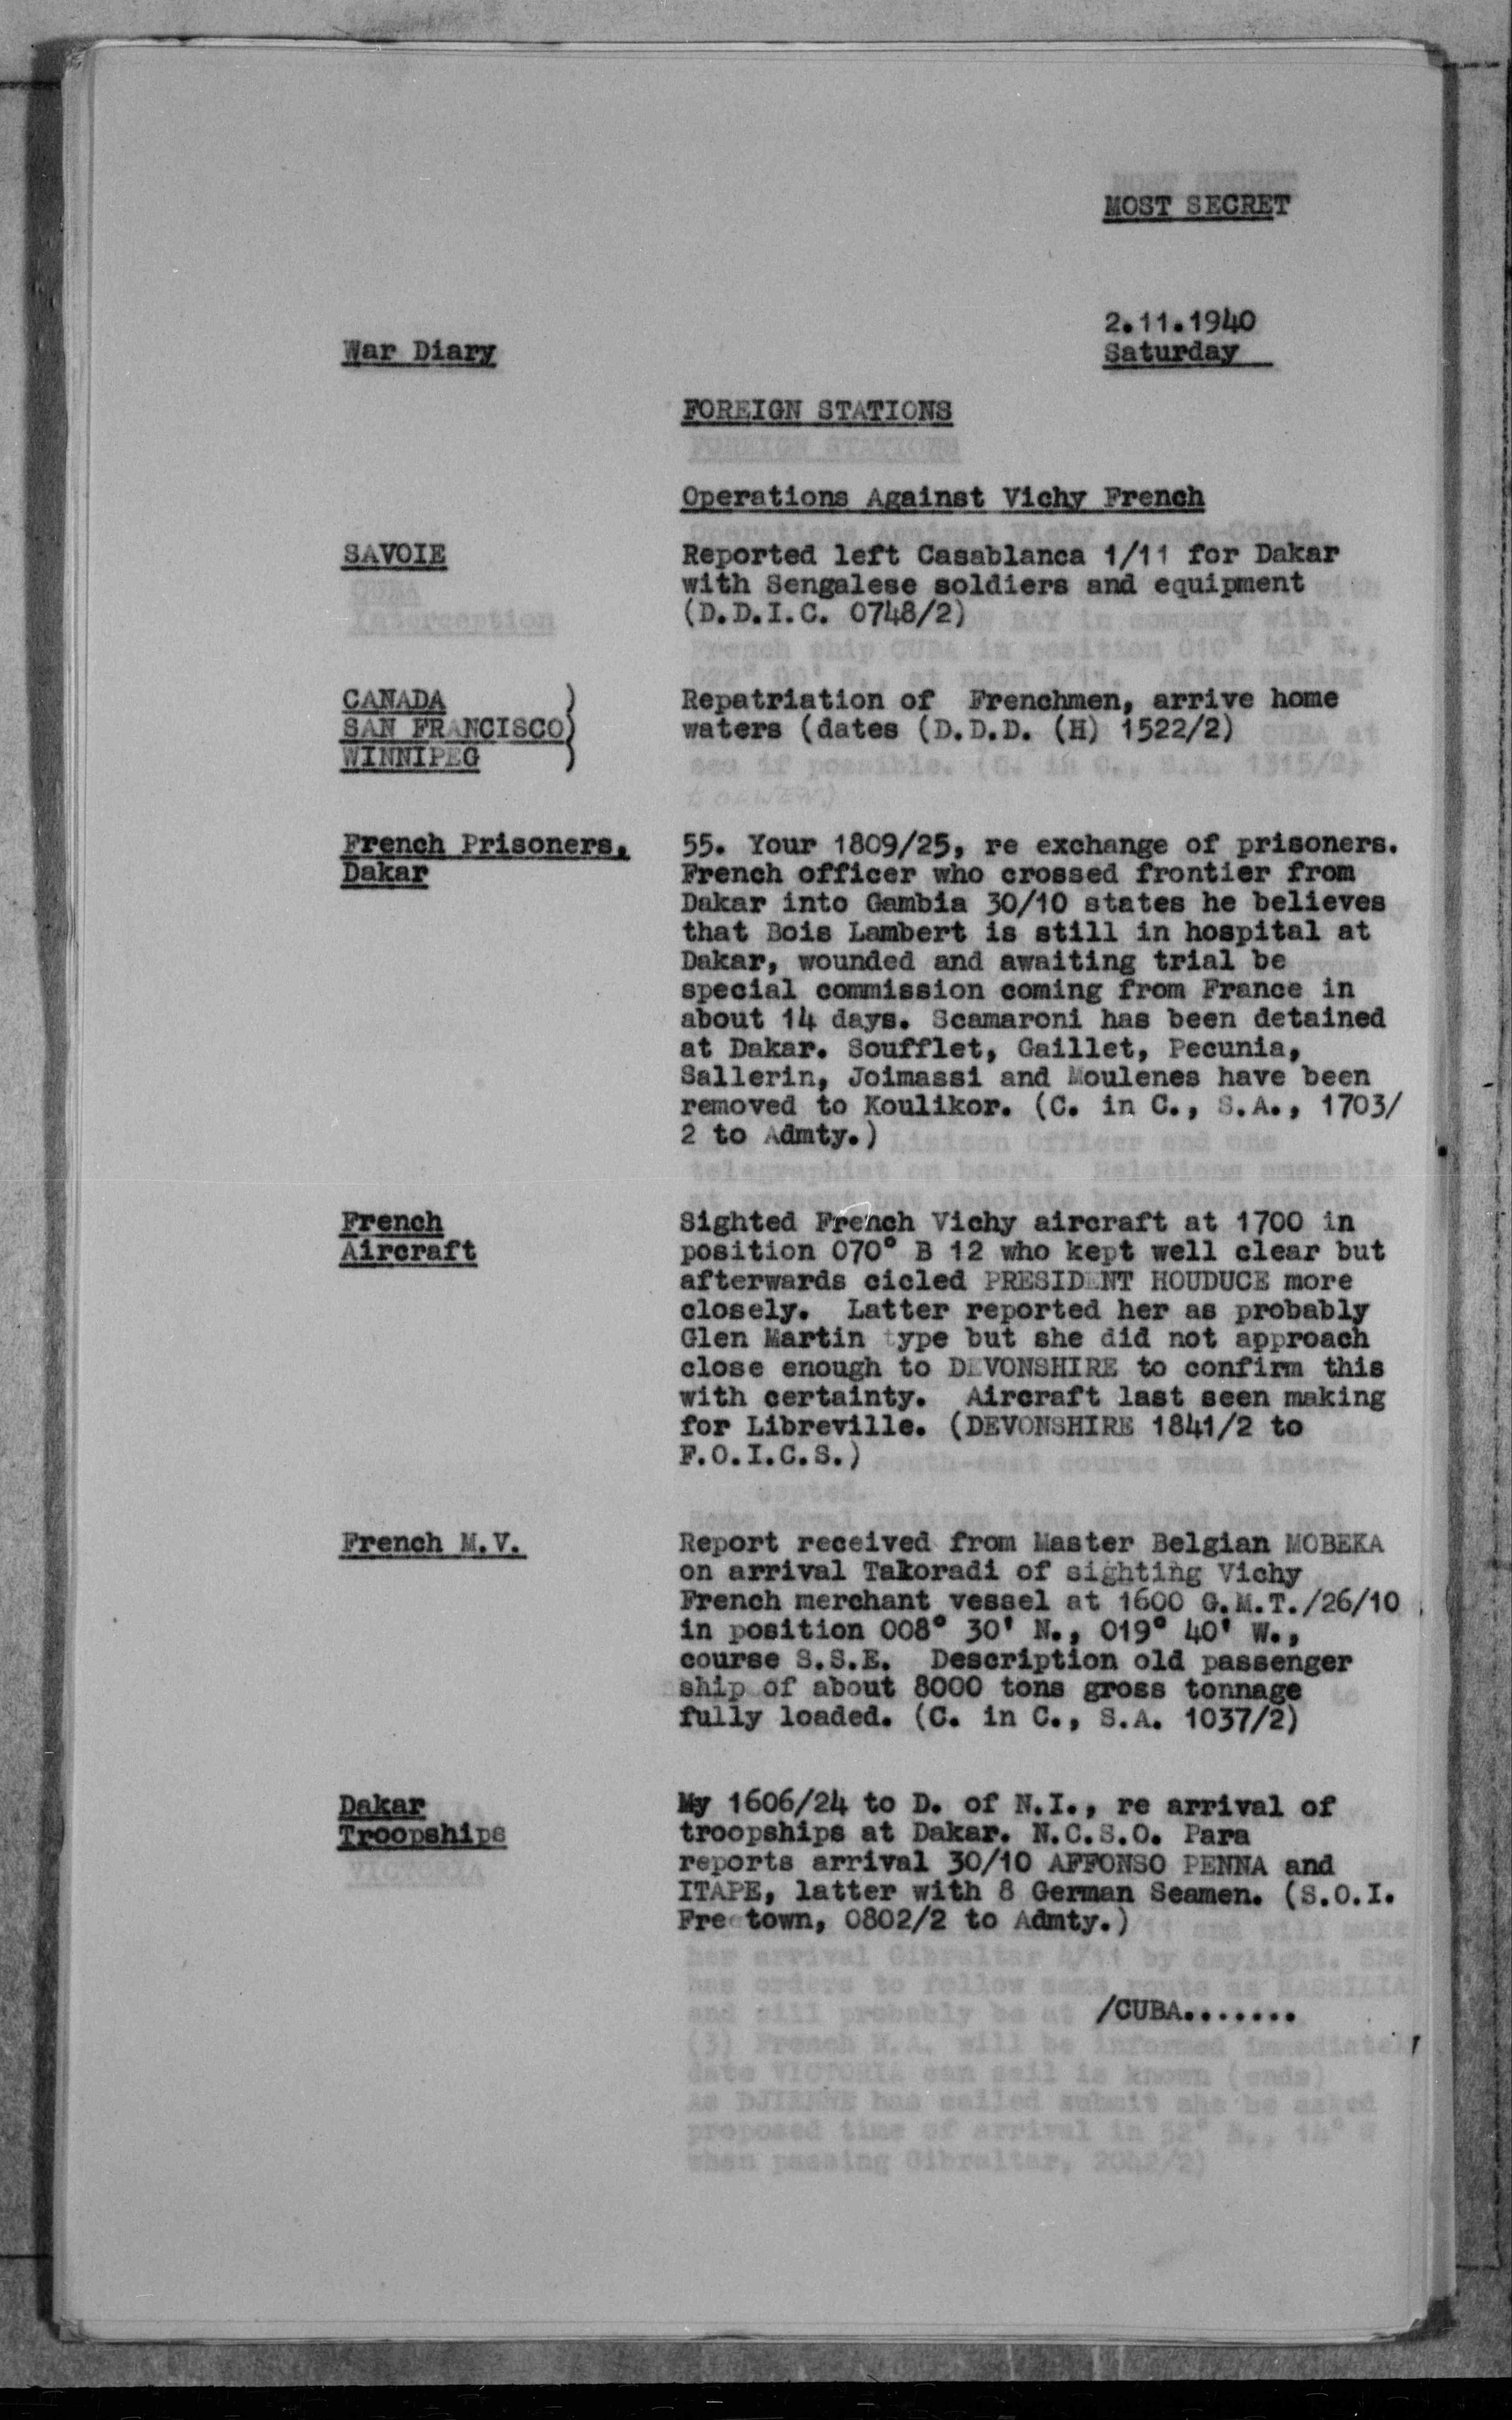 MOST SECRET
2.11.1940
War Diary
Saturday
FOREIGN STATIONS
Operations Against Vichy French
SAVOIE
Reported left Casablanca 1/11 for Dakar
with Sengalese soldiers and equipment
(D.D.I.C. 0748/2)
CANADA )
SAN FRANCISCO)
WINNIPEG )
Repatriation of Frenchmen, arrive home
waters (dates (D.D.D. (H) 1522/2)
French Prisoners,
Dakar
55. Your 1809/25, re exchange of prisoners.
French officer who crossed frontier from
Dakar into Gambia 30/10 states he believes
that Bois Lambert is still in hospital at
Dakar, wounded and awaiting trial be
special commission coming from France in
about 14 days. Scamaroni has been detained
at Dakar. Soufflet, Gaillet, Pecunia,
Sallerin, Joimassi and Moulenes have been
removed to Koulikor. (C. in C., S.A., 1703/
2 to Admty.)
French
Aircraft
Sighted French Vichy aircraft at 1700 in
position 070° B 12 who kept well clear but
afterwards cicled PRESIDENT HOUDUCE more
closely. Latter reported her as probably
Glen Martin type but she did not approach
close enough to DEVONSHIRE to confirm this
with certainty. Aircraft last seen making
for Libreville. (DEVONSHIRE 1841/2 to
F.O.I.C.S.)
French M.V.
Report received from Master Belgian MOBEKA
on arrival Takoradi of sighting Vichy
French merchant vessel at 1600 G.M.T./26/10
in position 008° 30' N., 019° 40' W.,
course S.S.E. Description old passenger
ship of about 8000 tons gross tonnage
fully loaded. (C. in C., S.A. 1037/2)
Dakar
Troopships
My 1606/24 to D. of N.I., re arrival of
troopships at Dakar. N.C.S.O. Para
reports arrival 30/10 AFFONSO PENNA and
ITAPE, latter with 8 German Seamen. (S.O.I.
Freetown, 0802/2 to Admty.)
/CUBA.......